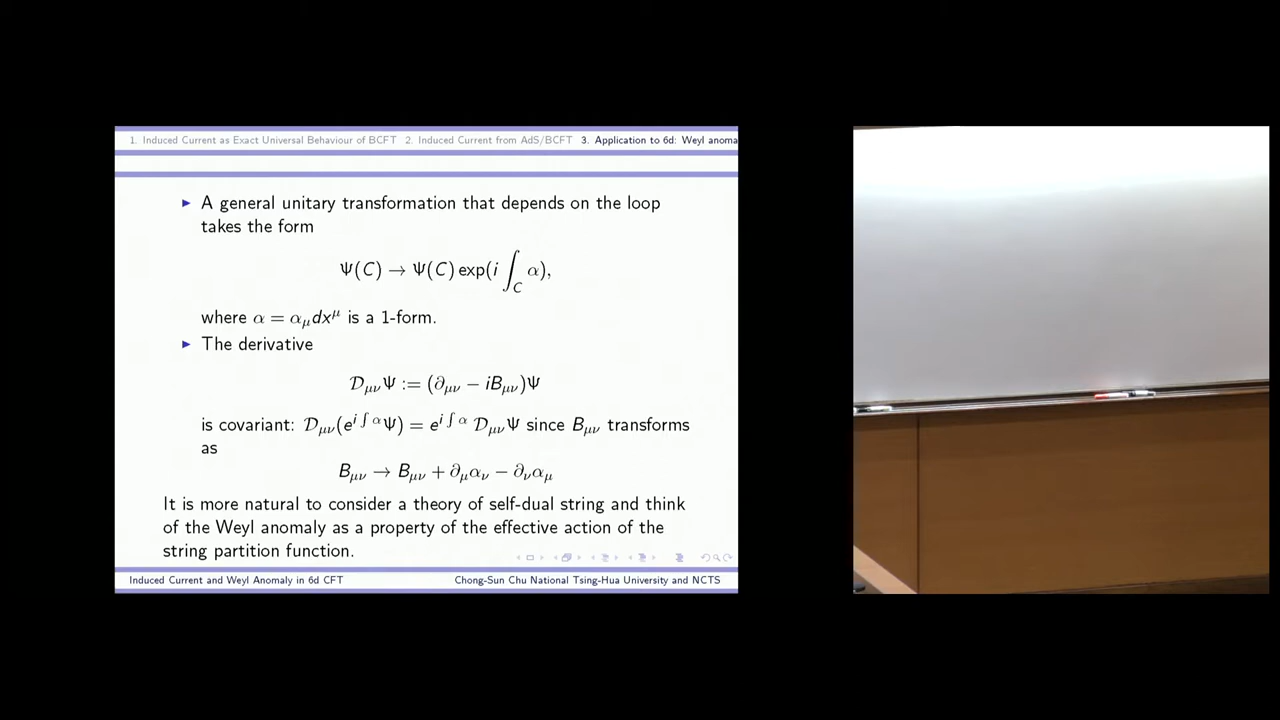 1. Induced Current as Exact Universal Behaviour of BCFT 2. Induced Current from AdS/BCFT 3. Application to 6d: Weyl anoma
▶ A general unitary transformation that depends on the loop
takes the form
Ψ(C) → Ψ(C) exp(i ∫_C α),
where α = α_μ dx^μ is a 1-form.
▶ The derivative
𝒟_μν Ψ := (∂_μν − iB_μν)Ψ
is covariant: 𝒟_μν(e^{i∫α}Ψ) = e^{i∫α} 𝒟_μνΨ since B_μν transforms
as
B_μν → B_μν + ∂_μα_ν − ∂_να_μ
It is more natural to consider a theory of self-dual string and think
of the Weyl anomaly as a property of the effective action of the
string partition function.
Induced Current and Weyl Anomaly in 6d CFT
Chong-Sun Chu National Tsing-Hua University and NCTS